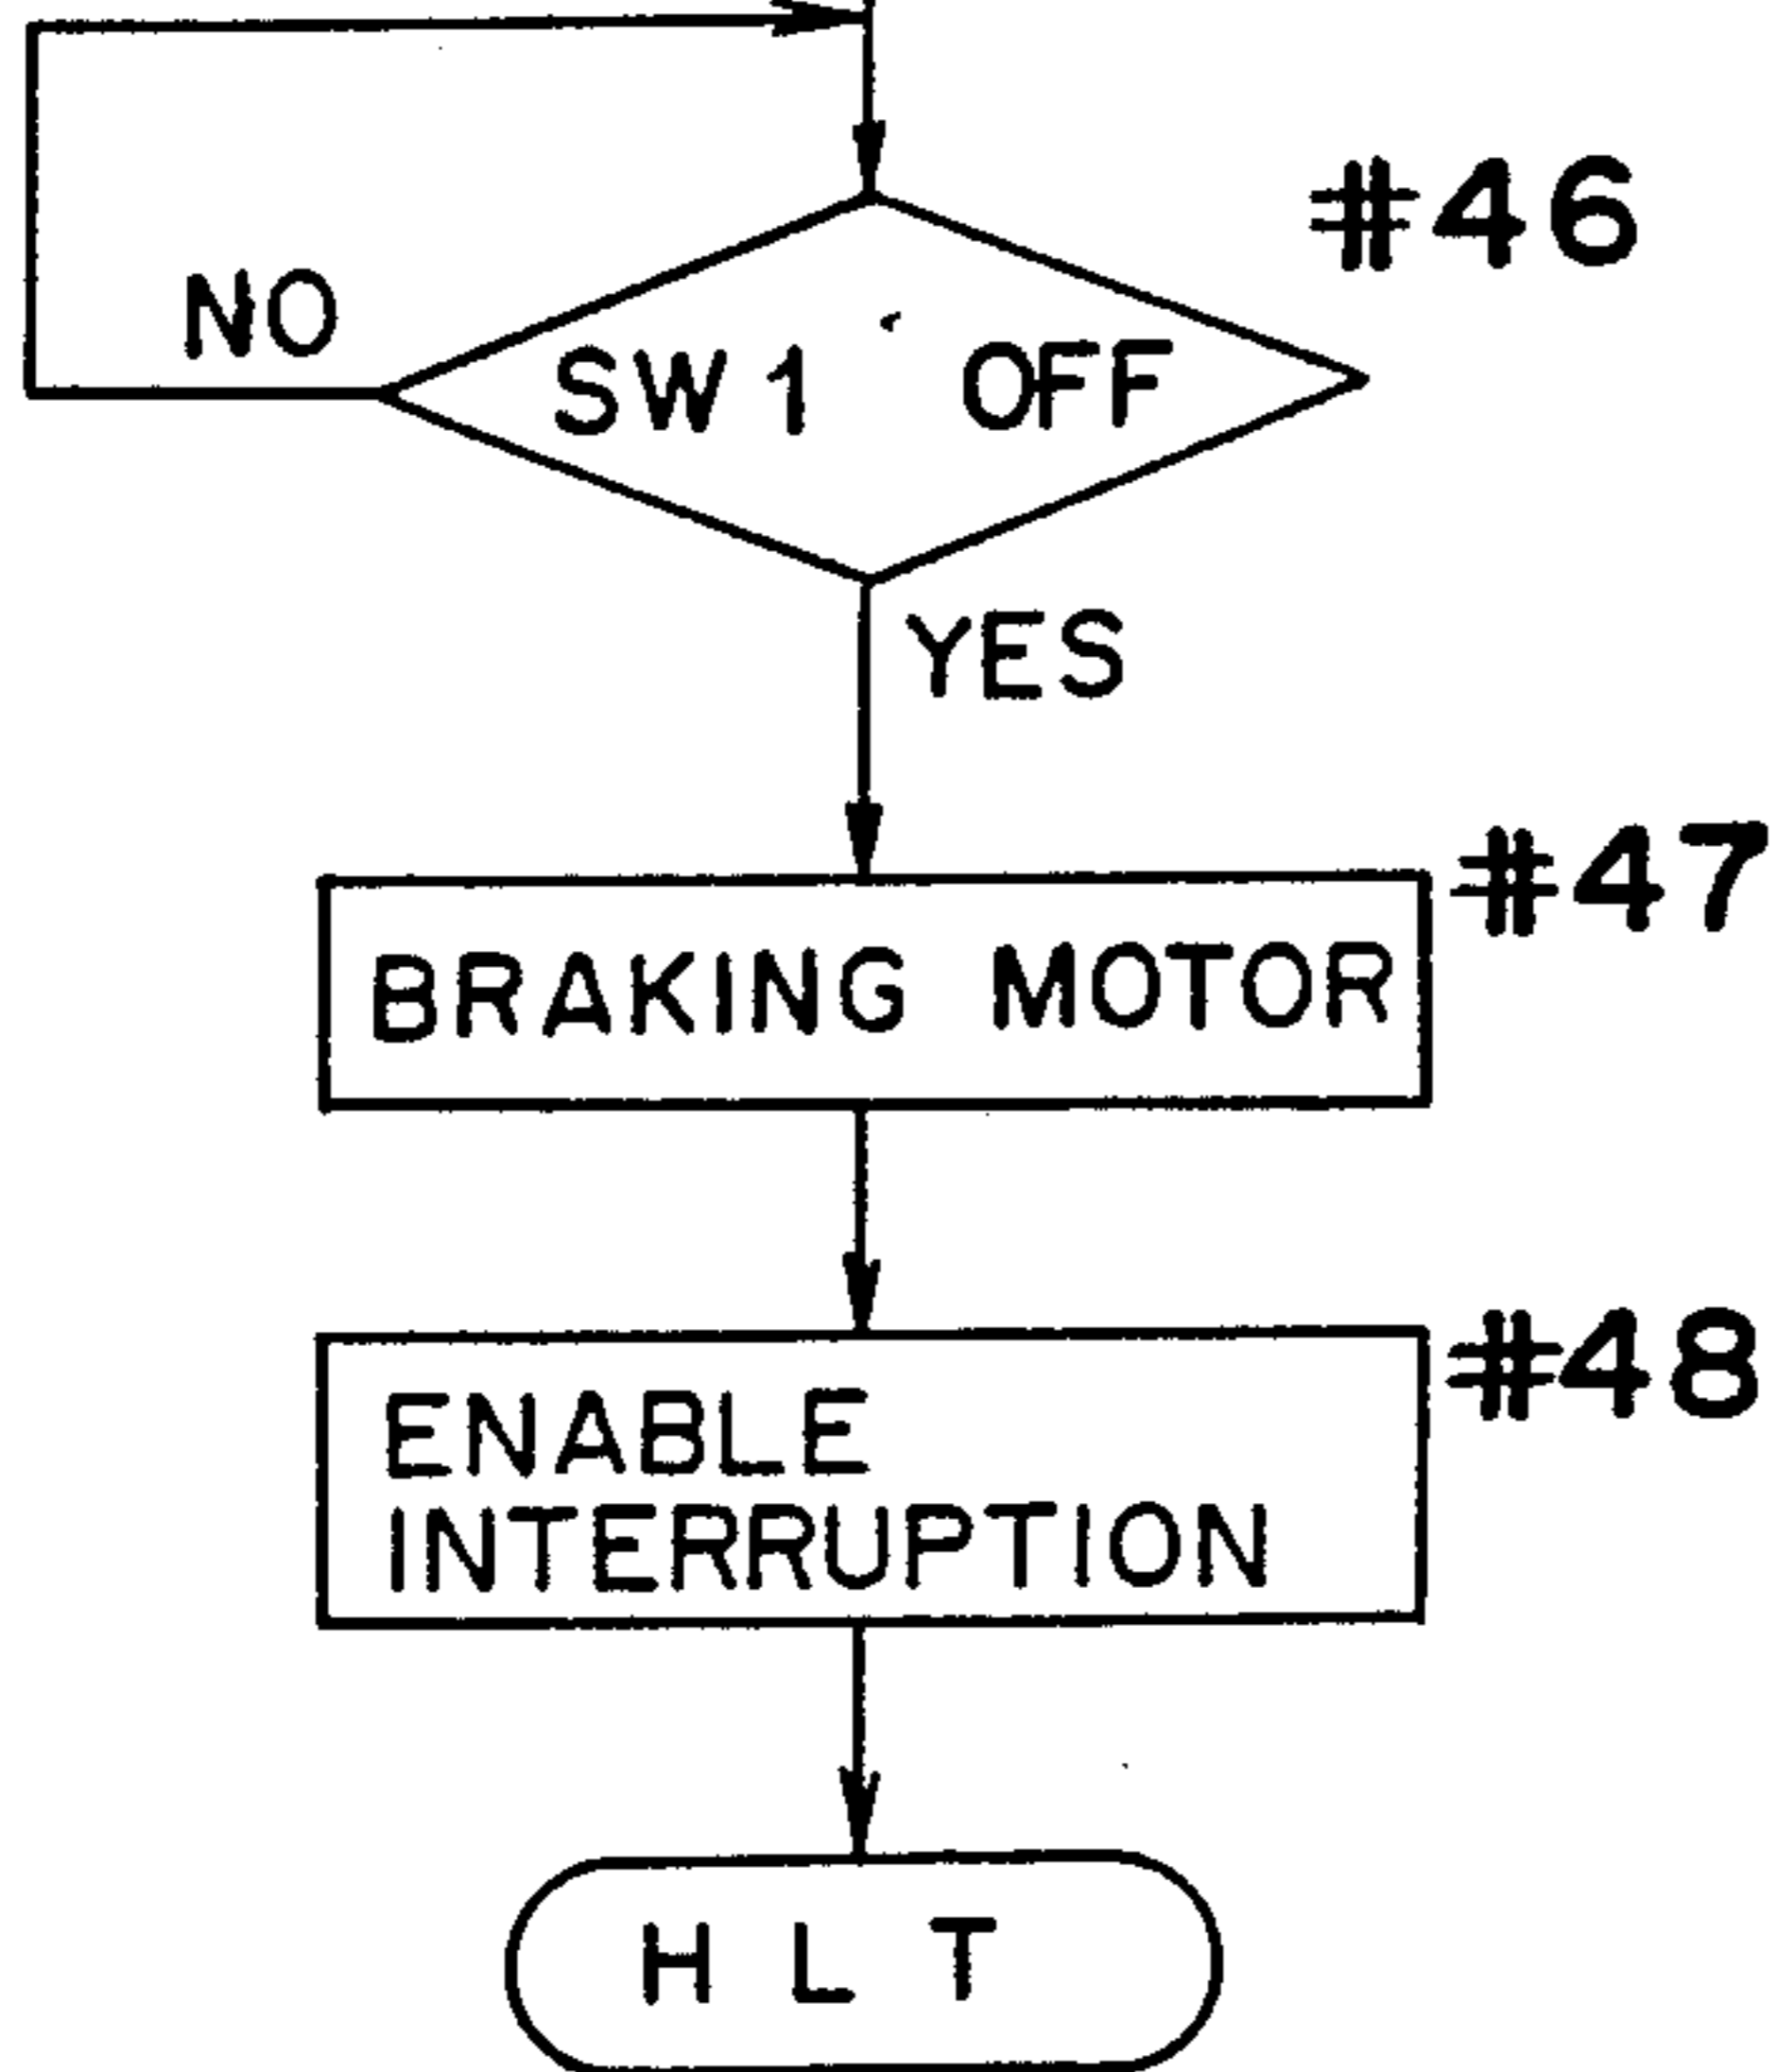 #46
NO
SW1 OFF
YES
#47
BRAKING MOTOR
#48
ENABLE
INTERRUPTION
HLT